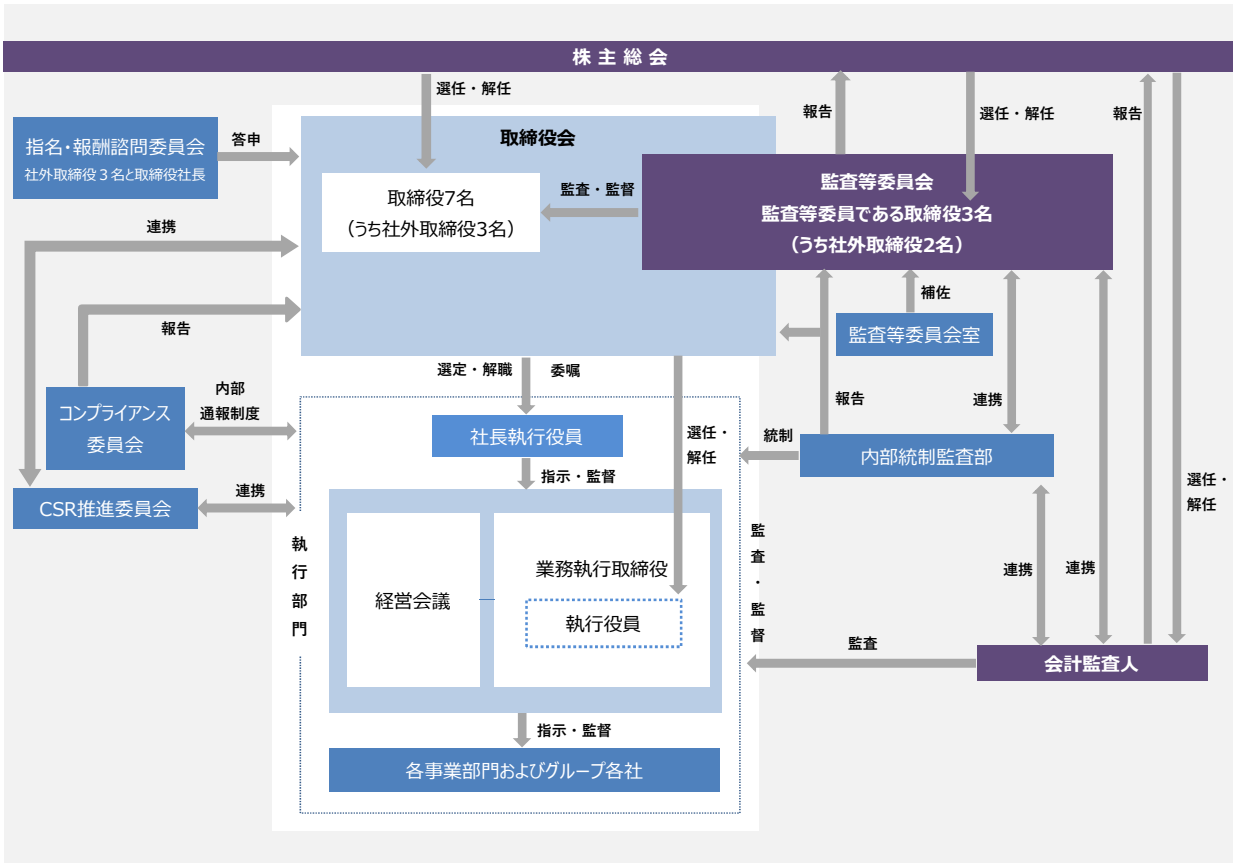 株主総会
選任・解任
報告
選任・解任
報告
指名・報酬諮問委員会
社外取締役３名と取締役社長
答申
取締役会
取締役7名
（うち社外取締役3名）
監査・監督
監査等委員会
監査等委員である取締役3名
（うち社外取締役2名）
連携
報告
補佐
監査等委員会室
選定・解職
委嘱
内部
通報制度
コンプライアンス
委員会
社長執行役員
選任・
解任
統制
報告
連携
内部統制監査部
指示・監督
連携
CSR推進委員会
選任・
解任
執
行
部
門
経営会議
業務執行取締役
執行役員
監
査
・
監
督
連携
連携
監査
会計監査人
指示・監督
各事業部門およびグループ各社